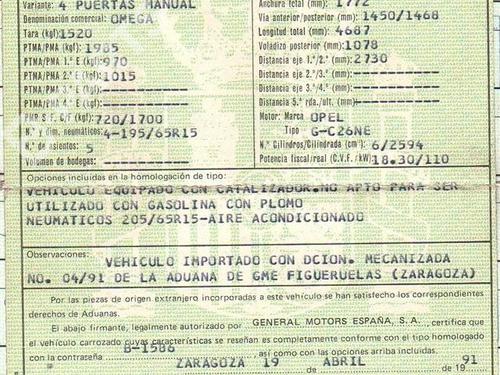 Variante: 4 PUERTAS MANUAL
Denominación comercial: OMEGA
Tara (kgf) 1520
PTMA/PMA (kgf): 1985
PTMA/PMA 1.º E (kgf): 970
PTMA/PMA 2.º E (kgf): 1015
PTMA/PMA 3.º E (kgf): -----------
PTMA/PMA 4.º E (kgf): -----------
PMR S.F. C/F (kgf): 720/1700
N.º y dim. neumáticos: 4-195/65R15
N.º de asientos: 5
Volumen de bodegas: -----------
Anchura total (mm): 1772
Vía anterior/posterior (mm): 1450/1468
Longitud total (mm): 4687
Voladizo posterior (mm): 1078
Distancia eje 1.º/2.º (mm): 2730
Distancia eje 2.º/3.º (mm): -----------
Distancia eje 3.º/4.º (mm): -----------
Distancia 5.ª rda./ult. (mm): -----------
Motor: Marca OPEL
Tipo G-C26NE
N.º Cilindros/Cilindrada (cm³): 6/2594
Potencia fiscal/real (C.V.F./kW) 18.30/110
Opciones incluidas en la homologación de tipo:
VEHICULO EQUIPADO CON CATALIZADOR.NO APTO PARA SER
UTILIZADO CON GASOLINA CON PLOMO
NEUMATICOS 205/65R15-AIRE ACONDICIONADO
Observaciones: VEHICULO IMPORTADO CON DCION. MECANIZADA
NO. 04/91 DE LA ADUANA DE GME FIGUERUELAS (ZARAGOZA)
Por las piezas de origen extranjero incorporadas a este vehículo se han satisfecho los correspondientes
derechos de Aduanas.
El abajo firmante, legalmente autorizado por GENERAL MOTORS ESPAÑA, S.A. , certifica que
el vehículo carrozado cuyas características se reseñan es completamente conforme con el tipo homologado
con la contraseña B-1586 , así como con las opciones arriba incluidas.
ZARAGOZA 19 de ABRIL de 19 91